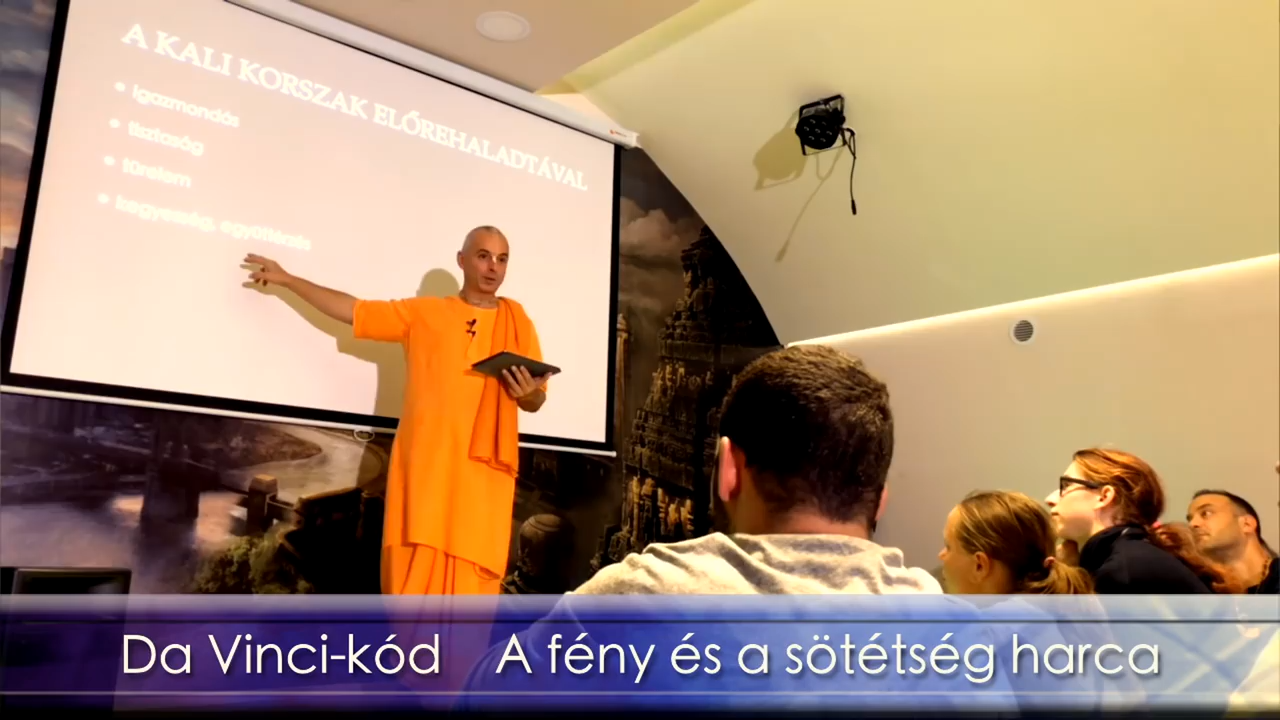 A KALI KORSZAK ELŐREHALADTÁVAL
• Igazmondás
• tisztaság
• türelem
• kegyesség, együttérzés
Da Vinci-kód A fény és a sötétség harca